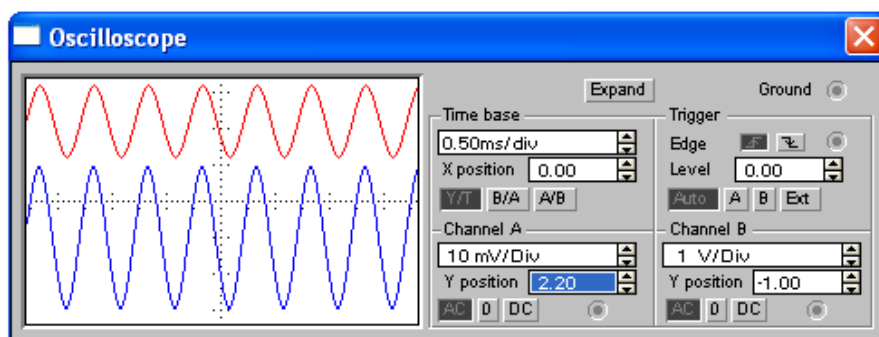 Oscilloscope
Expand Ground
Time base Trigger
0.50ms/div Edge
X position 0.00 Level 0.00
Y/T B/A A/B Auto A B Ext
Channel A Channel B
10 mV/Div 1 V/Div
Y position 2.20 Y position -1.00
AC 0 DC AC 0 DC